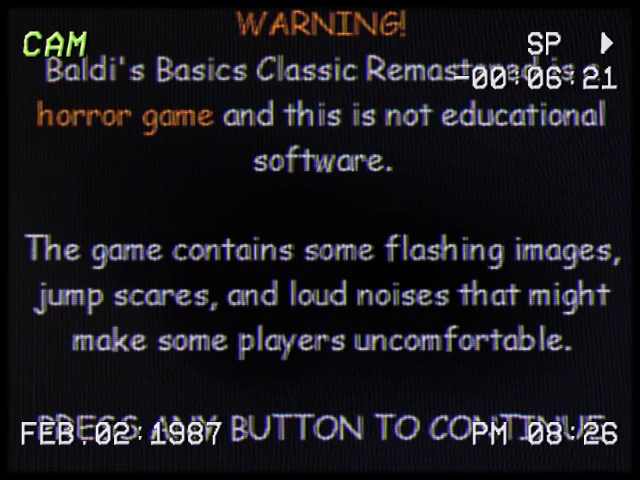 WARNING!
CAM
SP
Baldi's Basics Classic Remastered is a
-00:06:21
horror game and this is not educational
software.
The game contains some flashing images,
jump scares, and loud noises that might
make some players uncomfortable.
PRESS ANY BUTTON TO CONTINUE
FEB.02.1987
PM 08:26